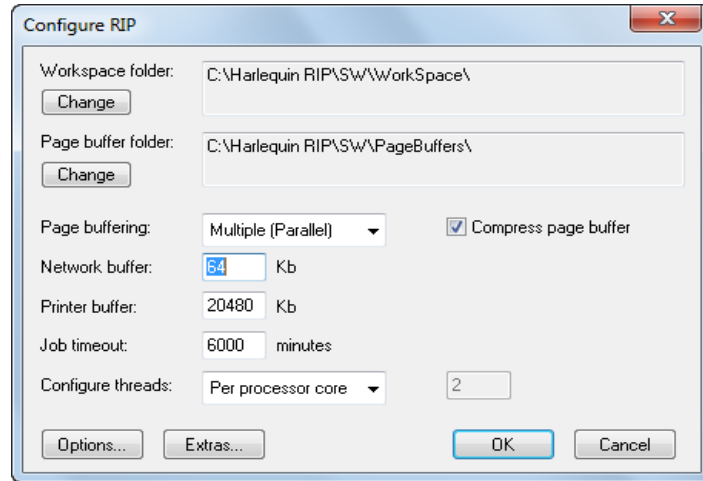 Configure RIP
Workspace folder: C:\Harlequin RIP\SW\WorkSpace\
Change
Page buffer folder: C:\Harlequin RIP\SW\PageBuffers\
Change
Page buffering: Multiple (Parallel) Compress page buffer
Network buffer: 64 Kb
Printer buffer: 20480 Kb
Job timeout: 6000 minutes
Configure threads: Per processor core 2
Options... Extras... OK Cancel